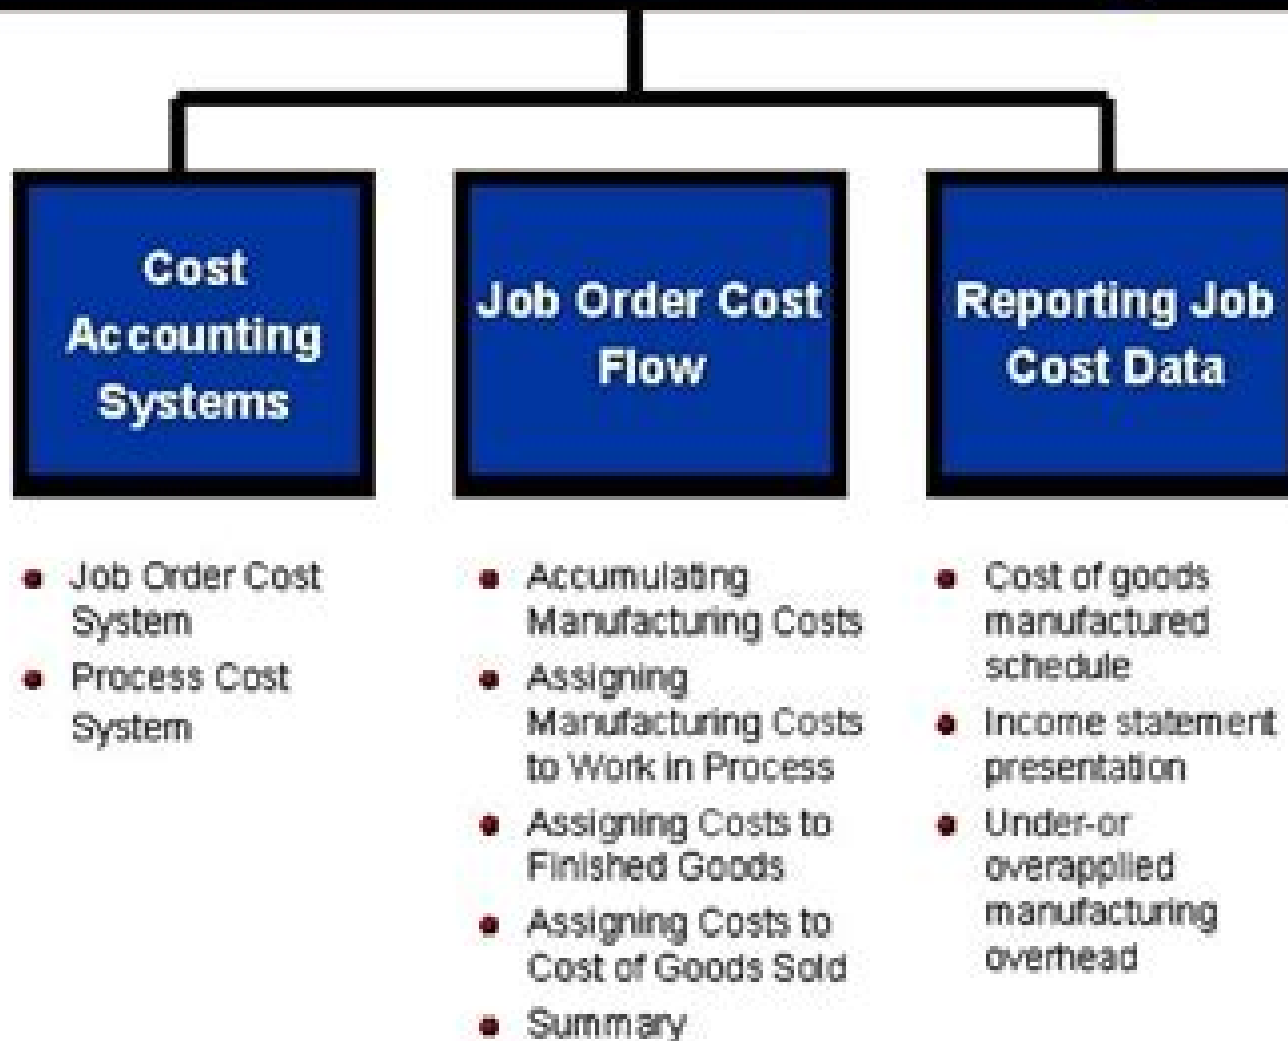 Cost
Accounting
Systems
Job Order Cost
Flow
Reporting Job
Cost Data
Job Order Cost
System
Process Cost
System
Accumulating
Manufacturing Costs
Assigning
Manufacturing Costs
to Work in Process
Assigning Costs to
Finished Goods
Assigning Costs to
Cost of Goods Sold
Summary
Cost of goods
manufactured
schedule
Income statement
presentation
Under-or
overapplied
manufacturing
overhead